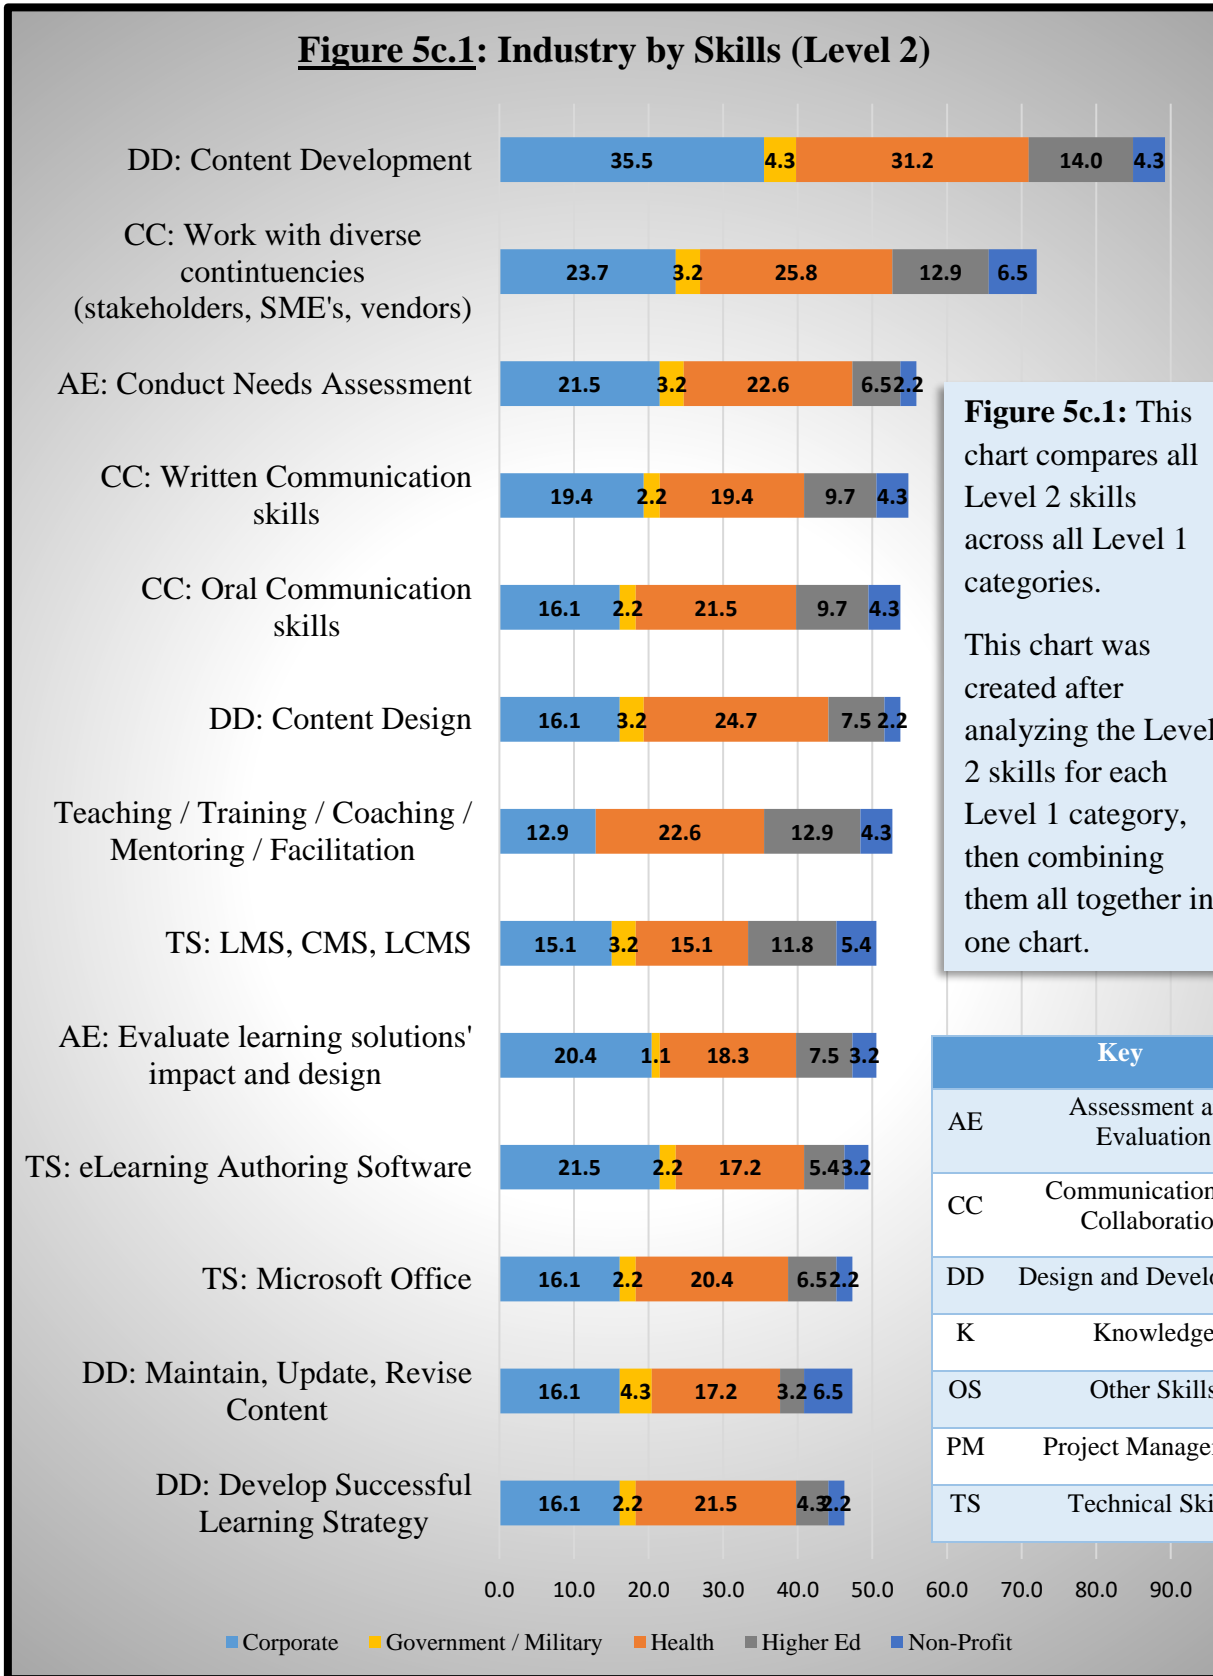 Figure 5c.1: Industry by Skills (Level 2)
DD: Content Development
35.5 4.3 31.2 14.0 4.3
CC: Work with diverse
contintuencies
(stakeholders, SME's, vendors)
23.7 3.2 25.8 12.9 6.5
AE: Conduct Needs Assessment
21.5 3.2 22.6 6.5 2.2
CC: Written Communication
skills
19.4 2.2 19.4 9.7 4.3
CC: Oral Communication
skills
16.1 2.2 21.5 9.7 4.3
DD: Content Design
16.1 3.2 24.7 7.5 2.2
Teaching / Training / Coaching /
Mentoring / Facilitation
12.9 22.6 12.9 4.3
TS: LMS, CMS, LCMS
15.1 3.2 15.1 11.8 5.4
AE: Evaluate learning solutions'
impact and design
20.4 1.1 18.3 7.5 3.2
TS: eLearning Authoring Software
21.5 2.2 17.2 5.4 3.2
TS: Microsoft Office
16.1 2.2 20.4 6.5 2.2
DD: Maintain, Update, Revise
Content
16.1 4.3 17.2 3.2 6.5
DD: Develop Successful
Learning Strategy
16.1 2.2 21.5 4.3 2.2
0.0 10.0 20.0 30.0 40.0 50.0 60.0 70.0 80.0 90.0
Corporate Government / Military Health Higher Ed Non-Profit
Figure 5c.1: This
chart compares all
Level 2 skills
across all Level 1
categories.
This chart was
created after
analyzing the Level
2 skills for each
Level 1 category,
then combining
them all together in
one chart.
Key
AE Assessment a
Evaluation
CC Communication
Collaboratio
DD Design and Develo
K Knowledge
OS Other Skills
PM Project Manage
TS Technical Ski